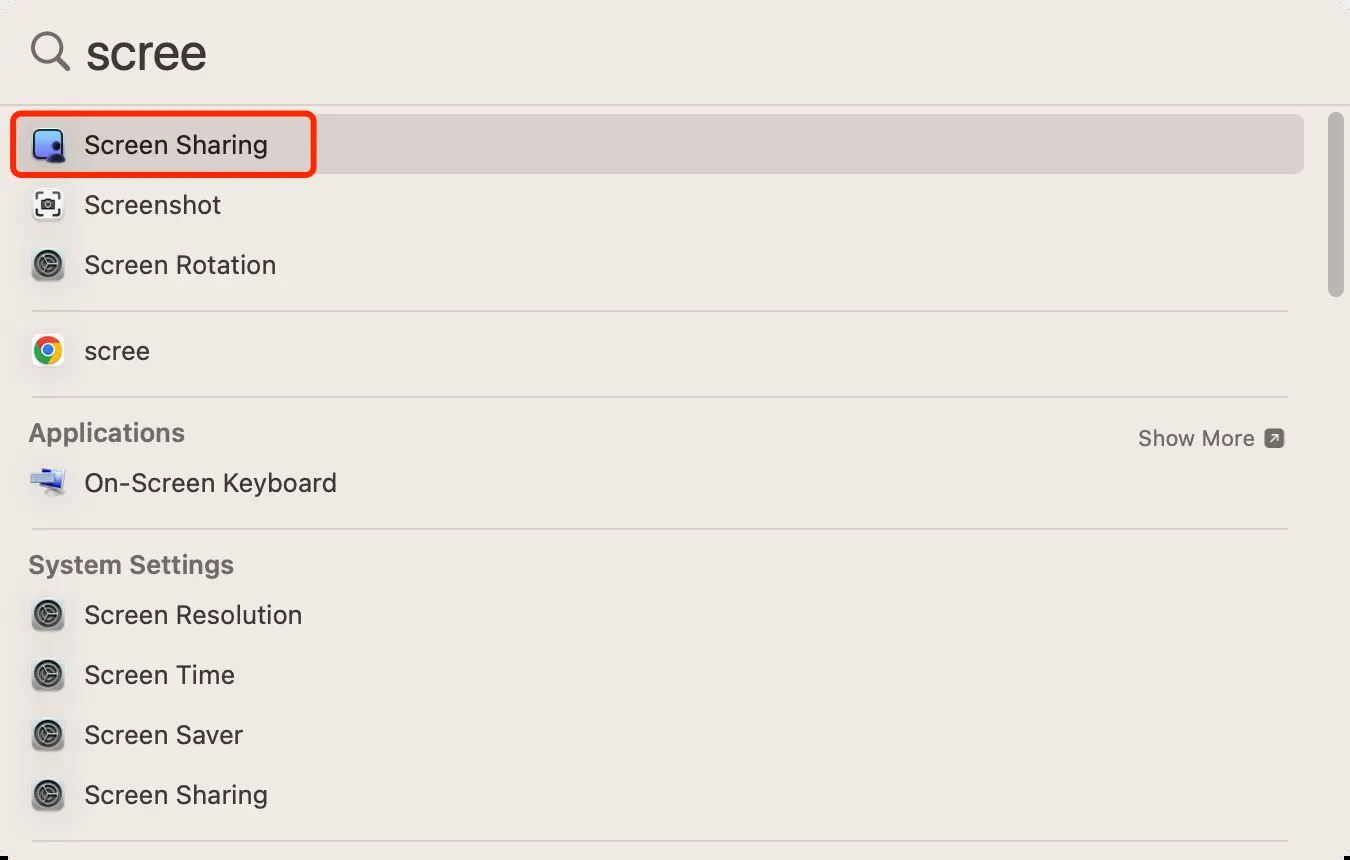 scree
Screen Sharing
Screenshot
Screen Rotation
scree
Applications
Show More
On-Screen Keyboard
System Settings
Screen Resolution
Screen Time
Screen Saver
Screen Sharing